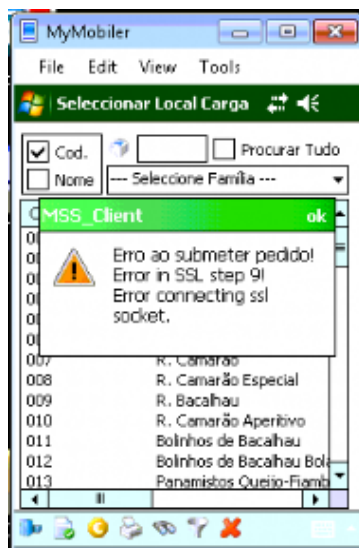 MyMobiler
File Edit View Tools
Seleccionar Local Carga
Cod. Procurar Tudo
Nome --- Seleccione Família ---
MSS_Client ok
Erro ao submeter pedido!
Error in SSL step 9!
Error connecting ssl
socket.
007 R. Camarão
008 R. Camarão Especial
009 R. Bacalhau
010 R. Camarão Aperitivo
011 Bolinhos de Bacalhau
012 Bolinhos de Bacalhau
013 Panamistos Queijo-Fiamb